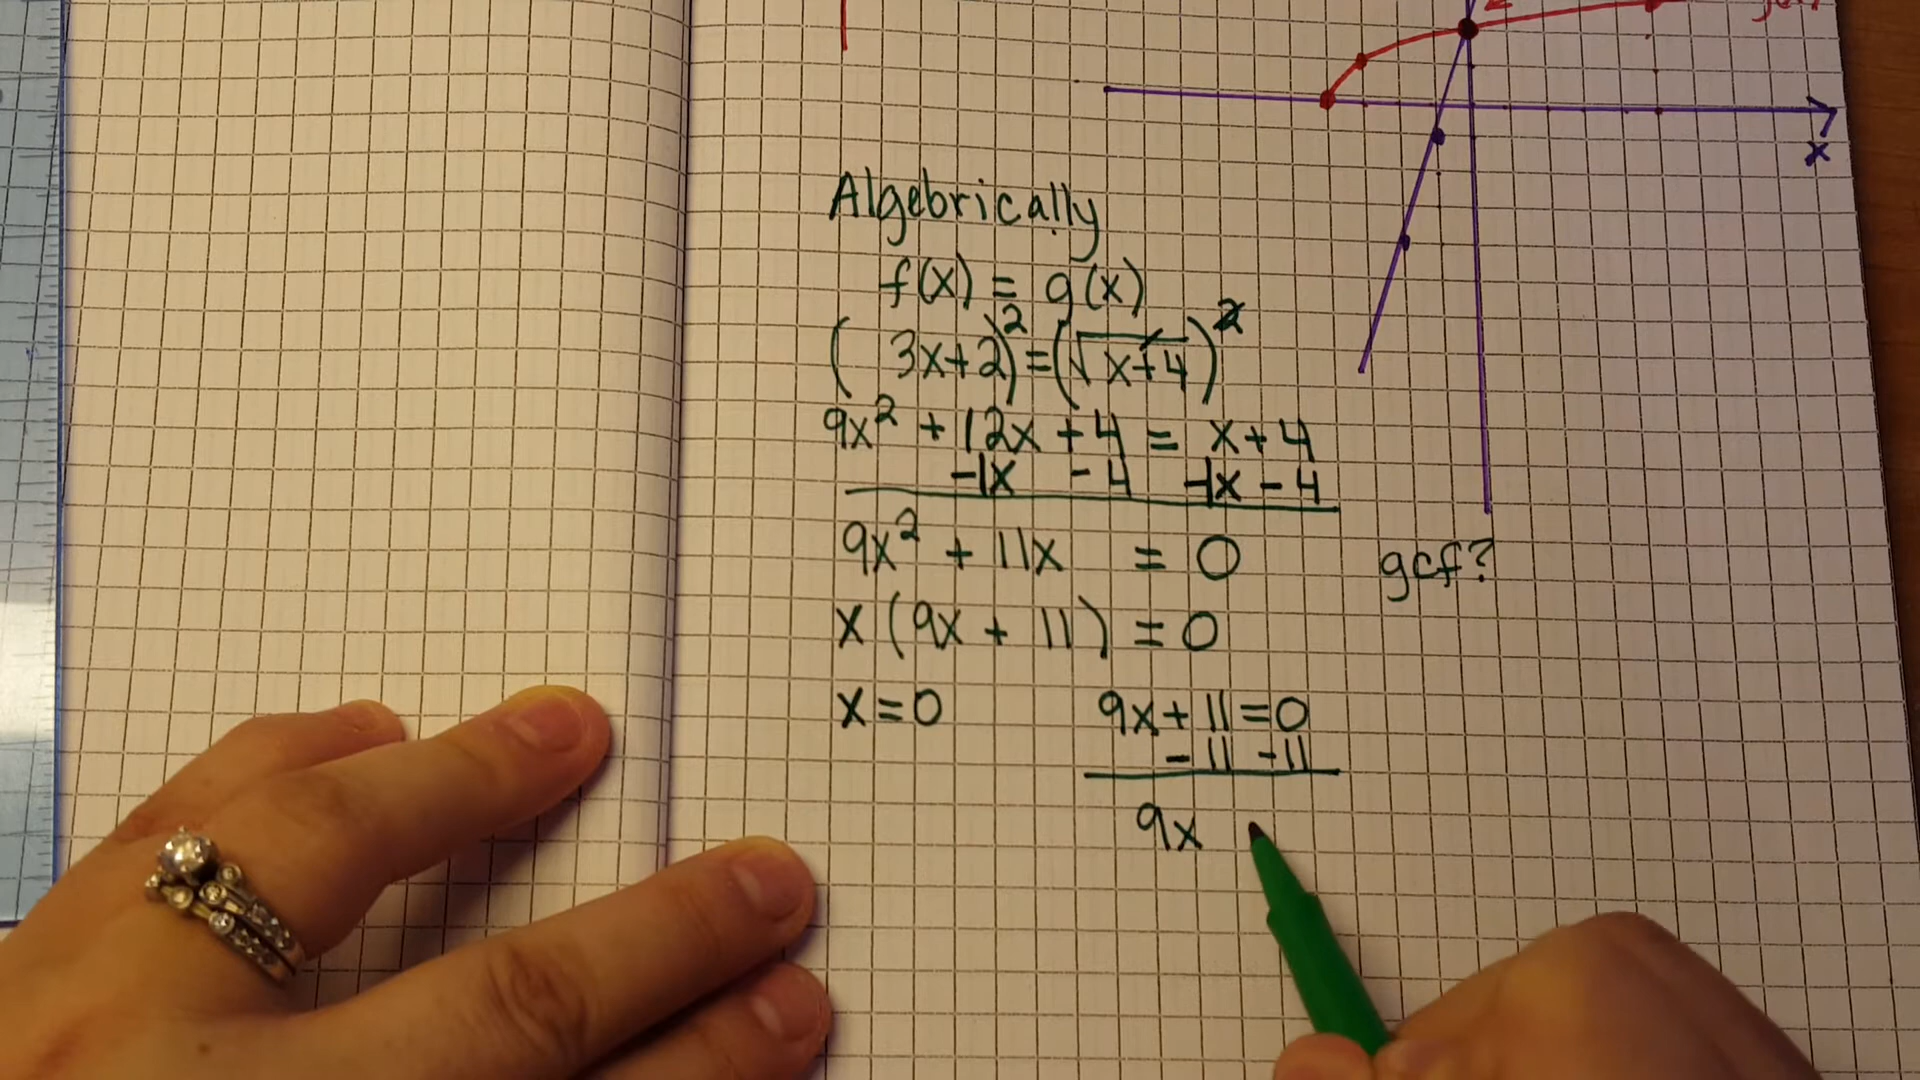 x
Algebrically
f(x) = g(x)
( 3x+2)² = (√x+4)²
9x² + 12x + 4 = x + 4
-1x - 4 -1x - 4
9x² + 11x = 0 gcf?
x (9x + 11) = 0
x = 0 9x + 11 = 0
- 11 - 11
9x